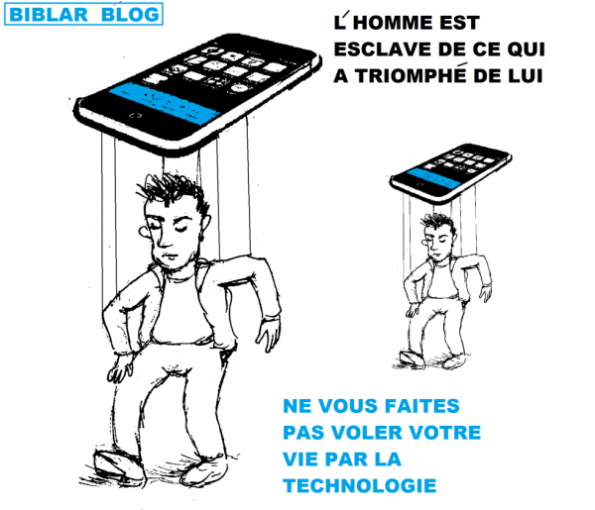 BIBLAR BLOG
L'HOMME EST
ESCLAVE DE CE QUI
A TRIOMPHÉ DE LUI
NE VOUS FAITES
PAS VOLER VOTRE
VIE PAR LA
TECHNOLOGIE